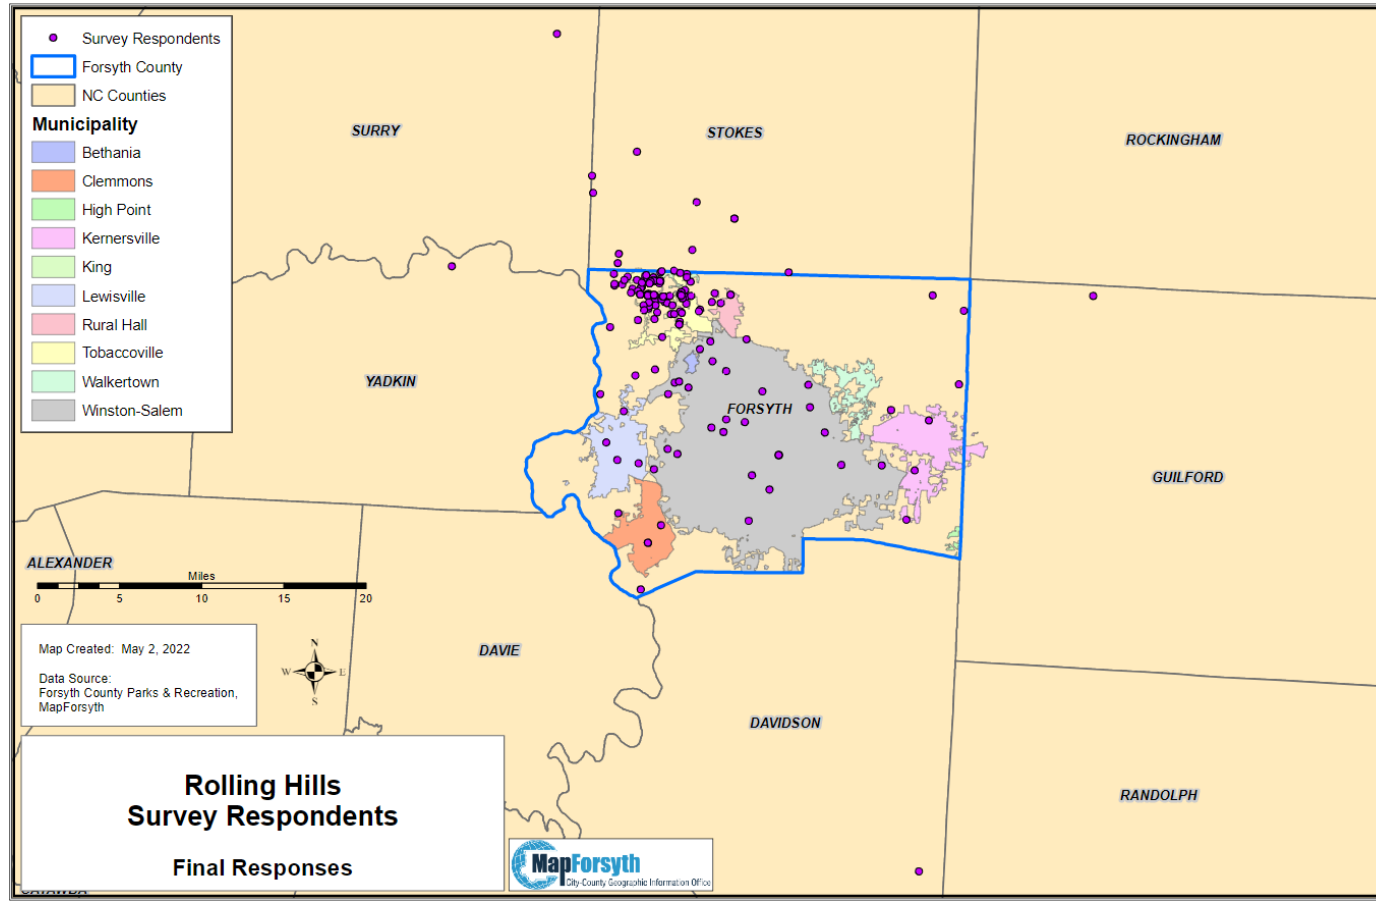 Survey Respondents
Forsyth County
NC Counties
Municipality
Bethania
Clemmons
High Point
Kernersville
King
Lewisville
Rural Hall
Tobaccoville
Walkertown
Winston-Salem
SURRY
STOKES
ROCKINGHAM
YADKIN
FORSYTH
GUILFORD
ALEXANDER
Miles
0 5 10 15 20
Map Created: May 2, 2022
Data Source:
Forsyth County Parks & Recreation,
MapForsyth
N
W E
S
DAVIE
DAVIDSON
RANDOLPH
Rolling Hills
Survey Respondents
Final Responses
MapForsyth
City-County Geographic Information Office
CATAWBA